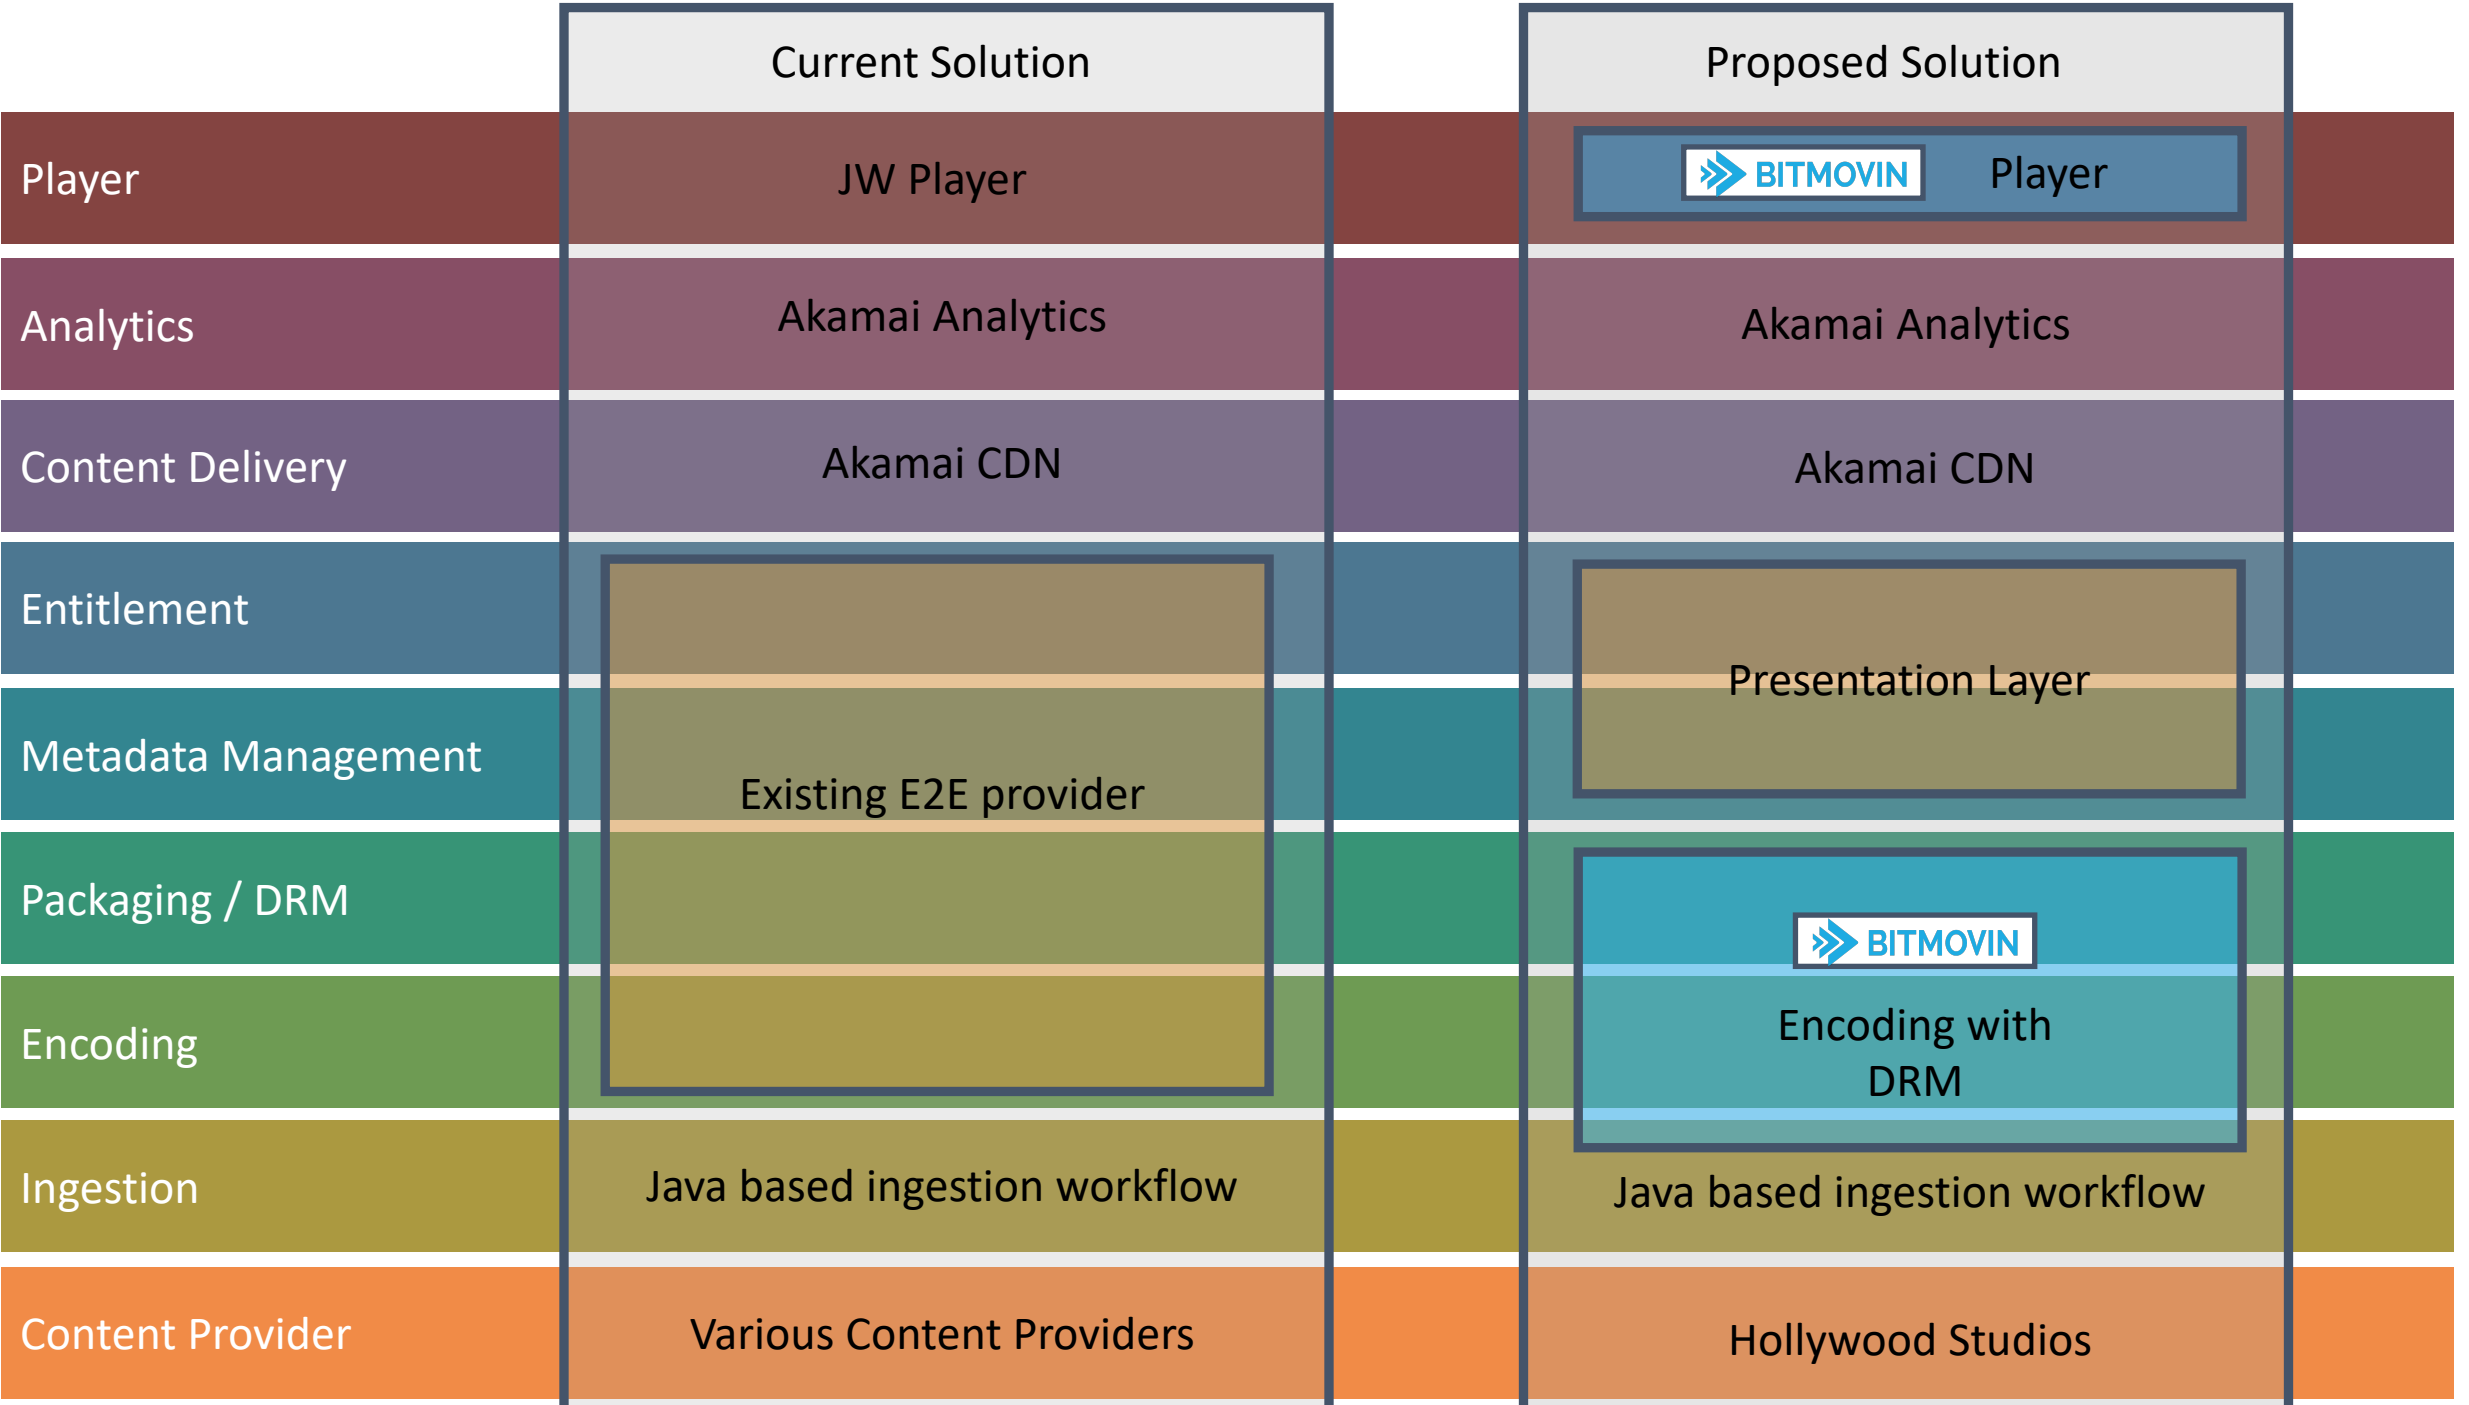 Current Solution
Proposed Solution
Player
JW Player
BITMOVIN Player
Analytics
Akamai Analytics
Akamai Analytics
Content Delivery
Akamai CDN
Akamai CDN
Entitlement
Presentation Layer
Metadata Management
Existing E2E provider
Packaging / DRM
BITMOVIN
Encoding
Encoding with
DRM
Ingestion
Java based ingestion workflow
Java based ingestion workflow
Content Provider
Various Content Providers
Hollywood Studios